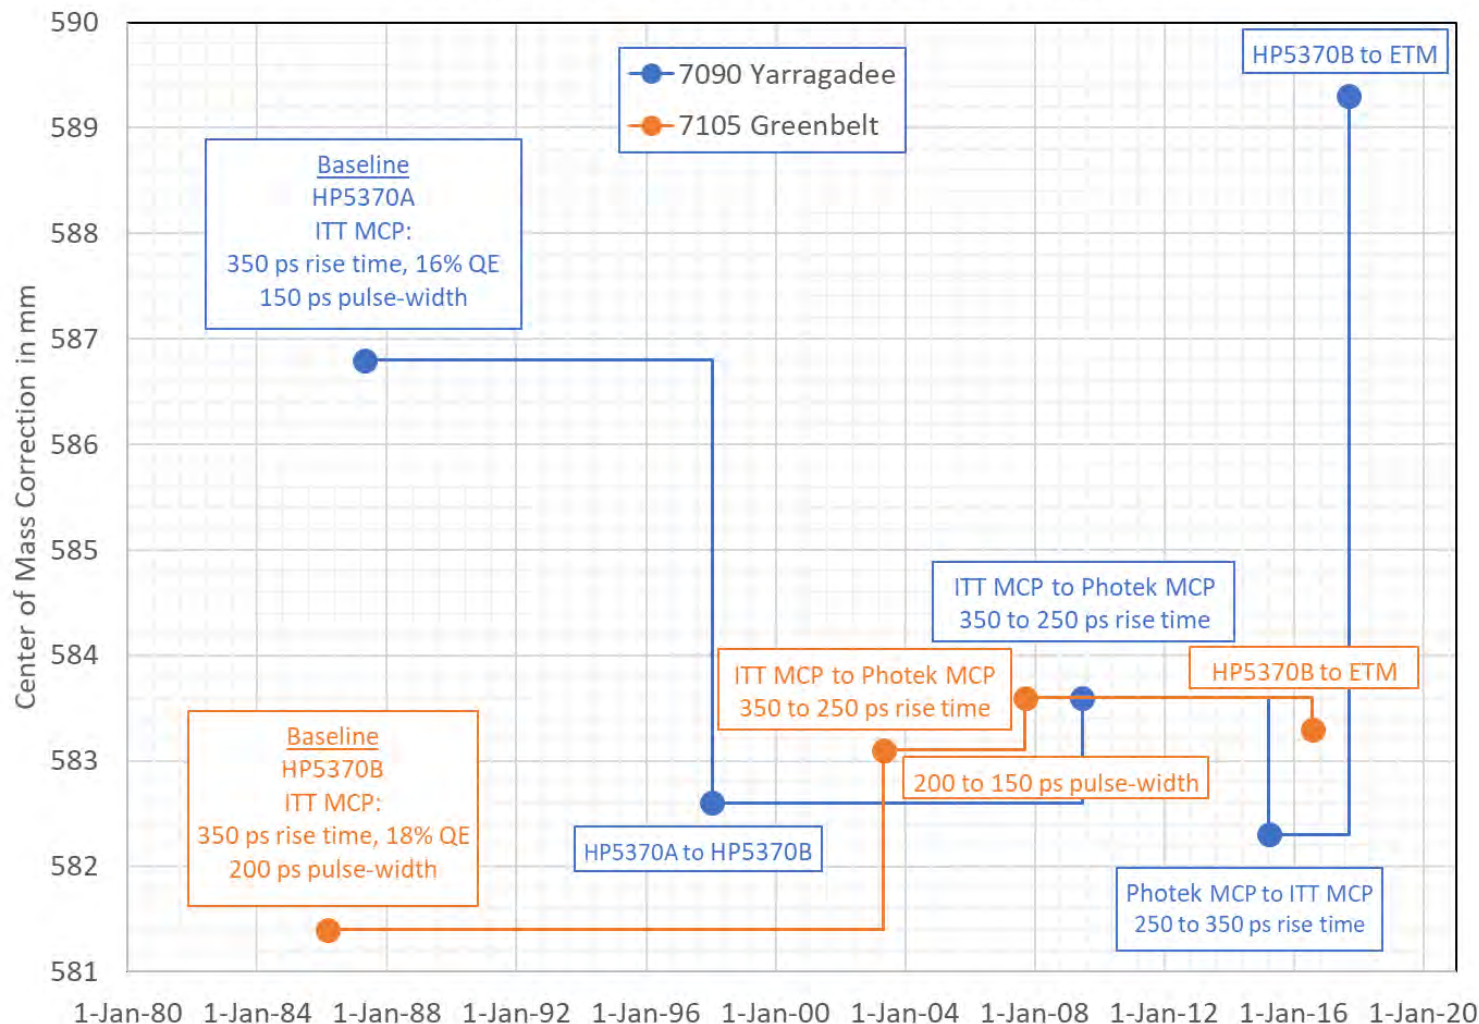 590
589
588
587
586
585
584
583
582
581
Center of Mass Correction in mm
7090 Yarragadee
7105 Greenbelt
HP5370B to ETM
Baseline
HP5370A
ITT MCP:
350 ps rise time, 16% QE
150 ps pulse-width
ITT MCP to Photek MCP
350 to 250 ps rise time
ITT MCP to Photek MCP
350 to 250 ps rise time
HP5370B to ETM
Baseline
HP5370B
ITT MCP:
350 ps rise time, 18% QE
200 ps pulse-width
200 to 150 ps pulse-width
HP5370A to HP5370B
Photek MCP to ITT MCP
250 to 350 ps rise time
1-Jan-80 1-Jan-84 1-Jan-88 1-Jan-92 1-Jan-96 1-Jan-00 1-Jan-04 1-Jan-08 1-Jan-12 1-Jan-16 1-Jan-20